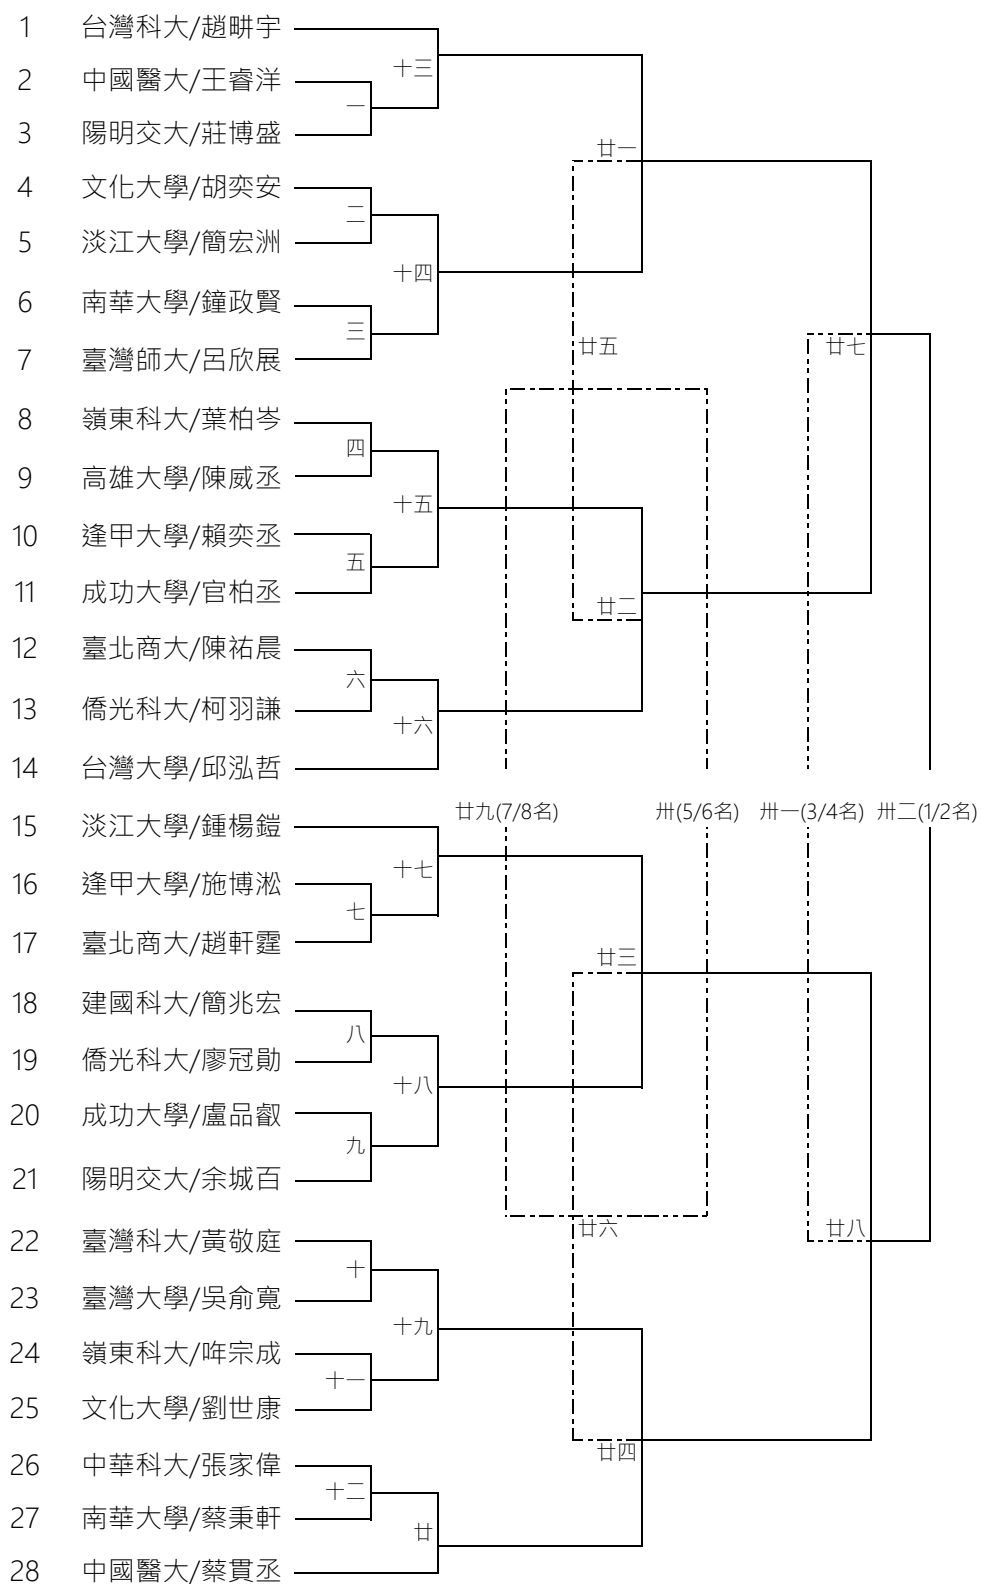 1 台灣科大/趙畊宇
十三
2 中國醫大/王睿洋
一
3 陽明交大/莊博盛
廿一
4 文化大學/胡奕安
二
5 淡江大學/簡宏洲
十四
6 南華大學/鐘政賢
三
7 臺灣師大/呂欣展
廿五 廿七
8 嶺東科大/葉柏岑
四
9 高雄大學/陳威丞
十五
10 逢甲大學/賴奕丞
五
11 成功大學/官柏丞
廿二
12 臺北商大/陳祐晨
六
13 僑光科大/柯羽謙
十六
14 台灣大學/邱泓哲
廿九(7/8名) 卅(5/6名) 卅一(3/4名) 卅二(1/2名)
15 淡江大學/鍾楊鎧
十七
16 逢甲大學/施博淞
七
17 臺北商大/趙軒霆
廿三
18 建國科大/簡兆宏
八
19 僑光科大/廖冠勛
十八
20 成功大學/盧品叡
九
21 陽明交大/余城百
廿六 廿八
22 臺灣科大/黃敬庭
十
23 臺灣大學/吳俞寬
十九
24 嶺東科大/哖宗成
十一
25 文化大學/劉世康
廿四
26 中華科大/張家偉
十二
27 南華大學/蔡秉軒
廿
28 中國醫大/蔡貫丞